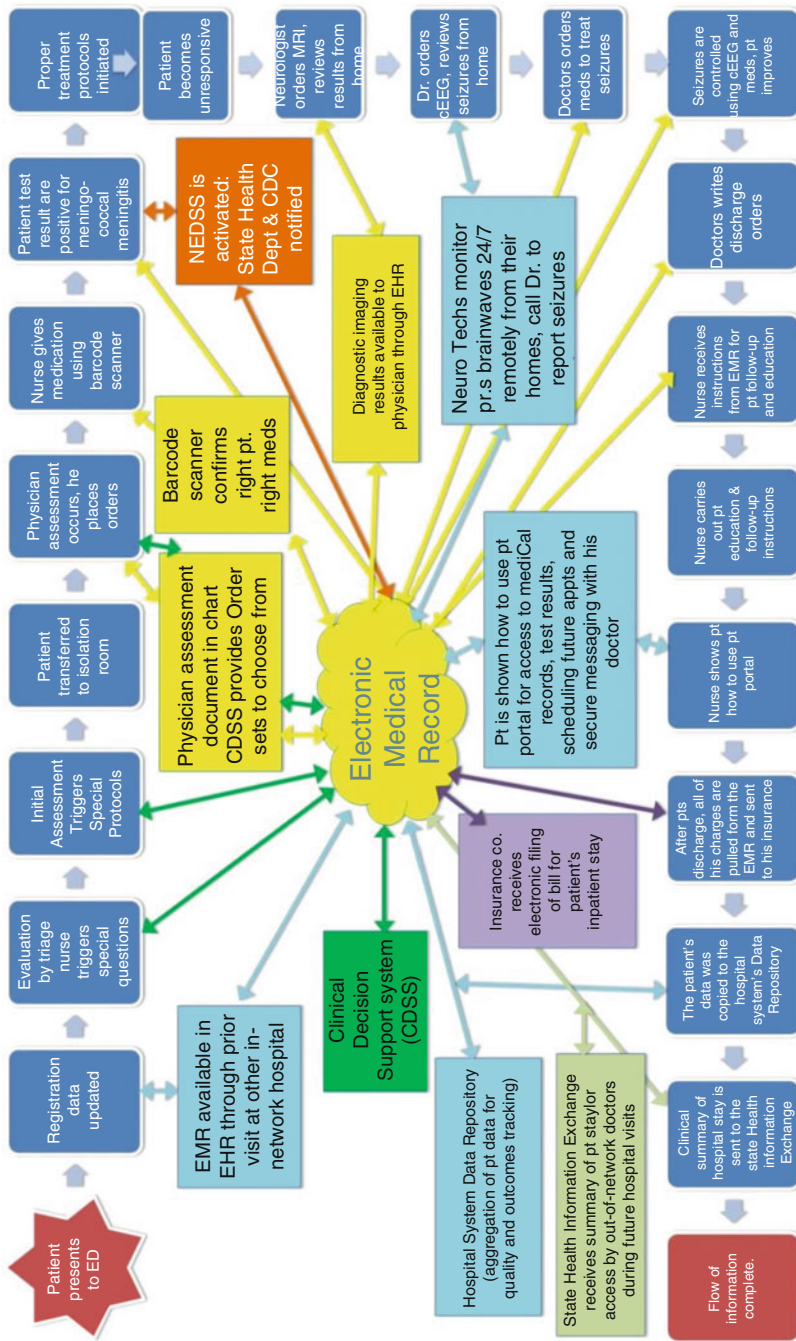 Patient
presents
to ED
Registration
data
updated
Evaluation
by triage
nurse
triggers
special
questions
Initial
Assessment
Triggers
Special
Protocols
Patient
transferred
to isolation
room
Physician
assessment
occurs, he
places
orders
Nurse gives
medication
using
barcode
scanner
Patient test
result are
positive for
meningo-
coccal
meningitis
Proper
treatment
protocols
initiated
Patient
becomes
unresponsive
Neurologist
orders MRI,
reviews
results from
home
Dr. orders
cEEG, reviews
seizures from
home
Doctors orders
meds to treat
seizures
Seizures are
controlled
using cEEG and
meds, pt
improves
Doctors writes
discharge
orders
Nurse receives
instructions
from EMR for
pt follow-up
and education
Nurse carries
out pt
education &
follow-up
instructions
Nurse shows pt
how to use pt
portal
After pts
discharge, all of
his charges are
pulled form the
EMR and sent
to his insurance
The patient's
data was
copied to the
hospital
system's Data
Repository
Clinical
summary of
hospital stay is
sent to the
state Health
information
Exchange
Flow of
information
complete.
EMR available in
EHR through prior
visit at other in-
network hospital
Physician assessment
document in chart
CDSS provides Order
sets to choose from
Barcode
scanner
confirms
right pt.
right meds
NEDSS is
activated:
State Health
Dept & CDC
notified
Clinical
Decision
Support system
(CDSS)
Electronic
Medical
Record
Diagnostic imaging
results available to
physician through EHR
Neuro Techs monitor
pr.s brainwaves 24/7
remotely from their
homes, call Dr. to
report seizures
Hospital System Data Repository
(aggregation of pt data for
quality and outcomes tracking)
Insurance co.
receives
electronic filing
of bill for
patient's
inpatient stay
Pt is shown how to use pt
portal for access to mediCal
records, test results,
scheduling future appts and
secure messaging with his
doctor
State Health Information Exchange
receives summary of pt staylor
access by out-of-network doctors
during future hospital visits